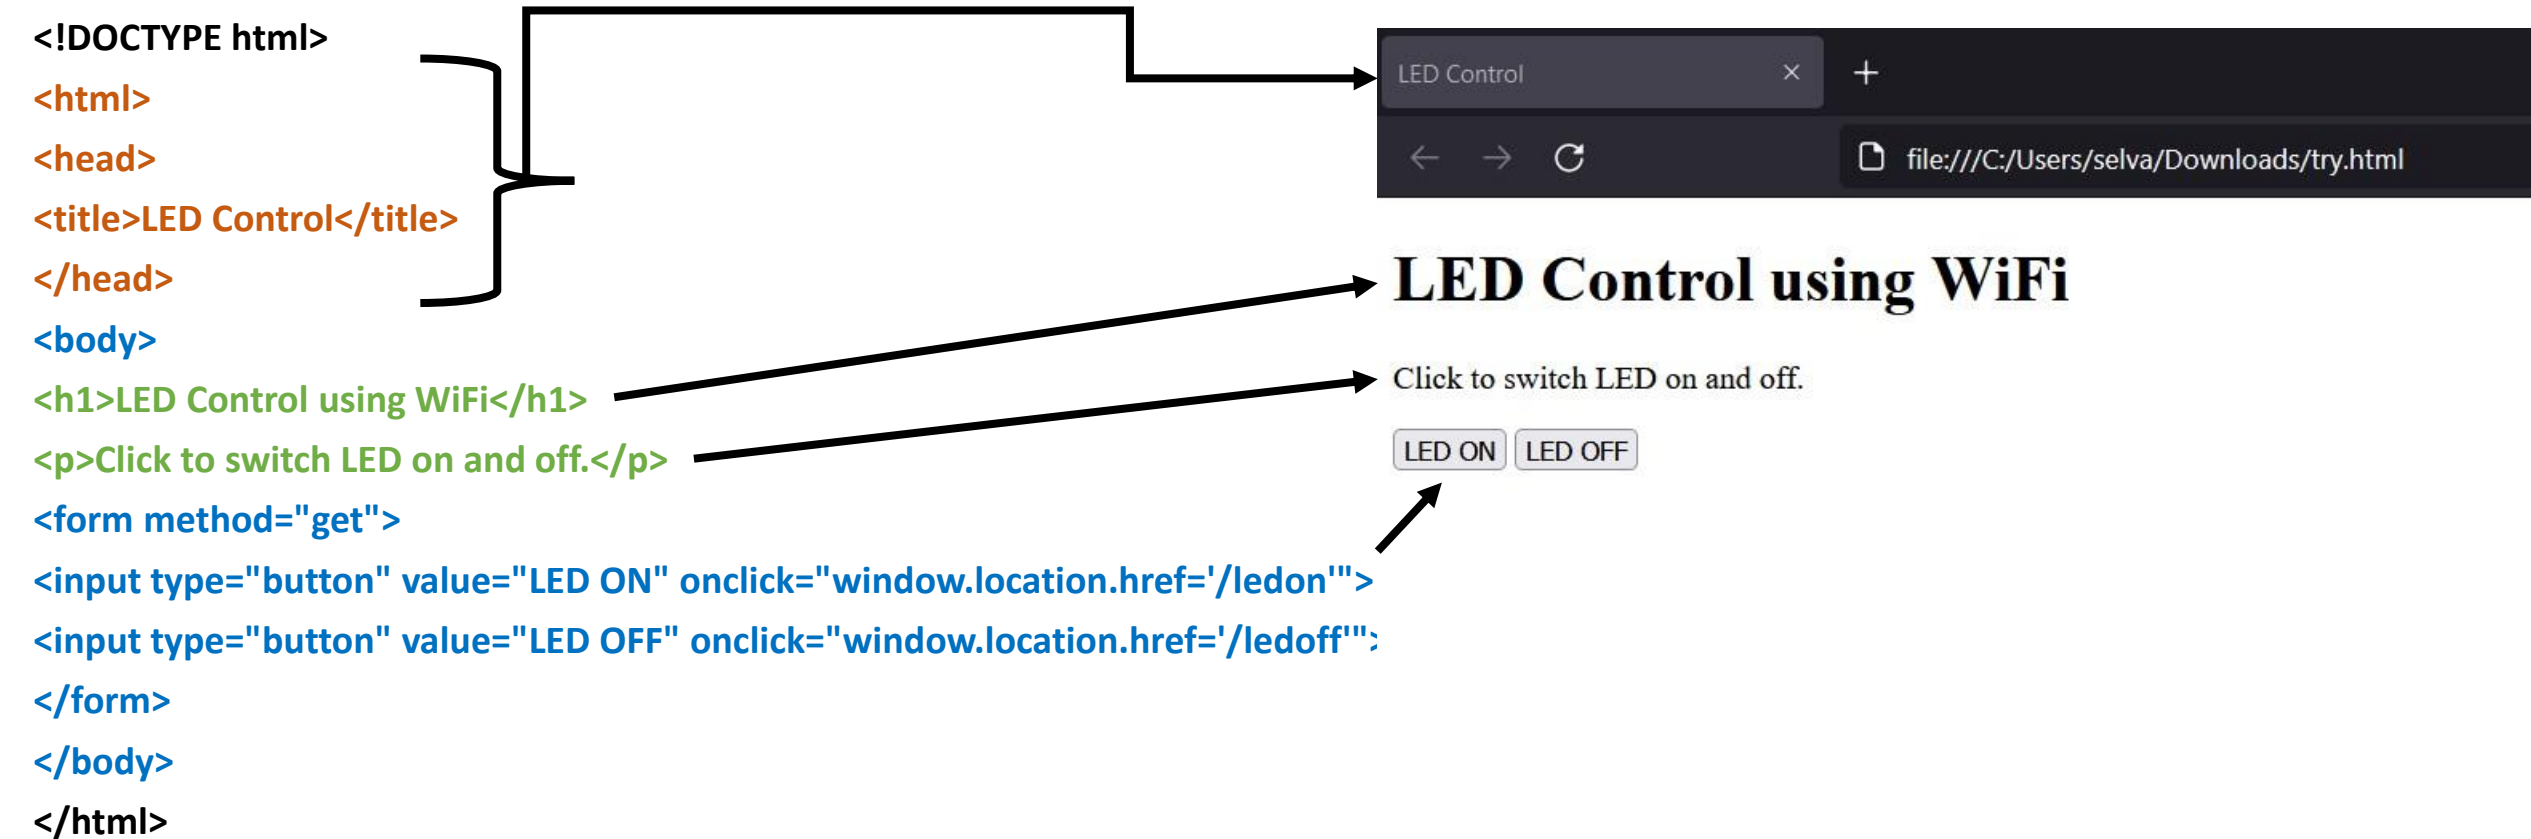 <!DOCTYPE html>
<html>
<head>
<title>LED Control</title>
</head>
<body>
<h1>LED Control using WiFi</h1>
<p>Click to switch LED on and off.</p>
<form method="get">
<input type="button" value="LED ON" onclick="window.location.href='/ledon'">
<input type="button" value="LED OFF" onclick="window.location.href='/ledoff'">
</form>
</body>
</html>
LED Control
file:///C:/Users/selva/Downloads/try.html
LED Control using WiFi
Click to switch LED on and off.
LED ON LED OFF